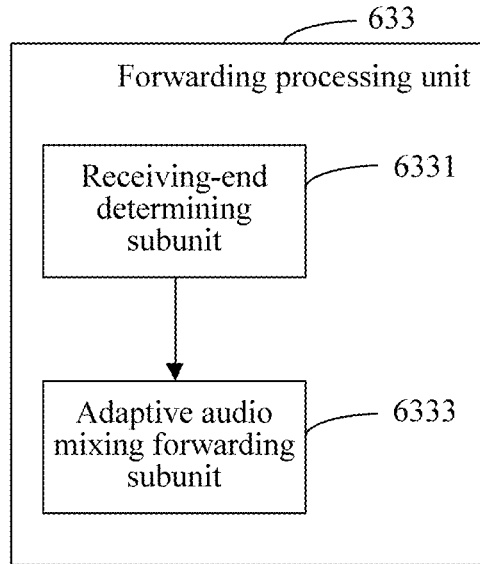 633
Forwarding processing unit
Receiving-end
determining
subunit
6331
Adaptive audio
mixing forwarding
subunit
6333